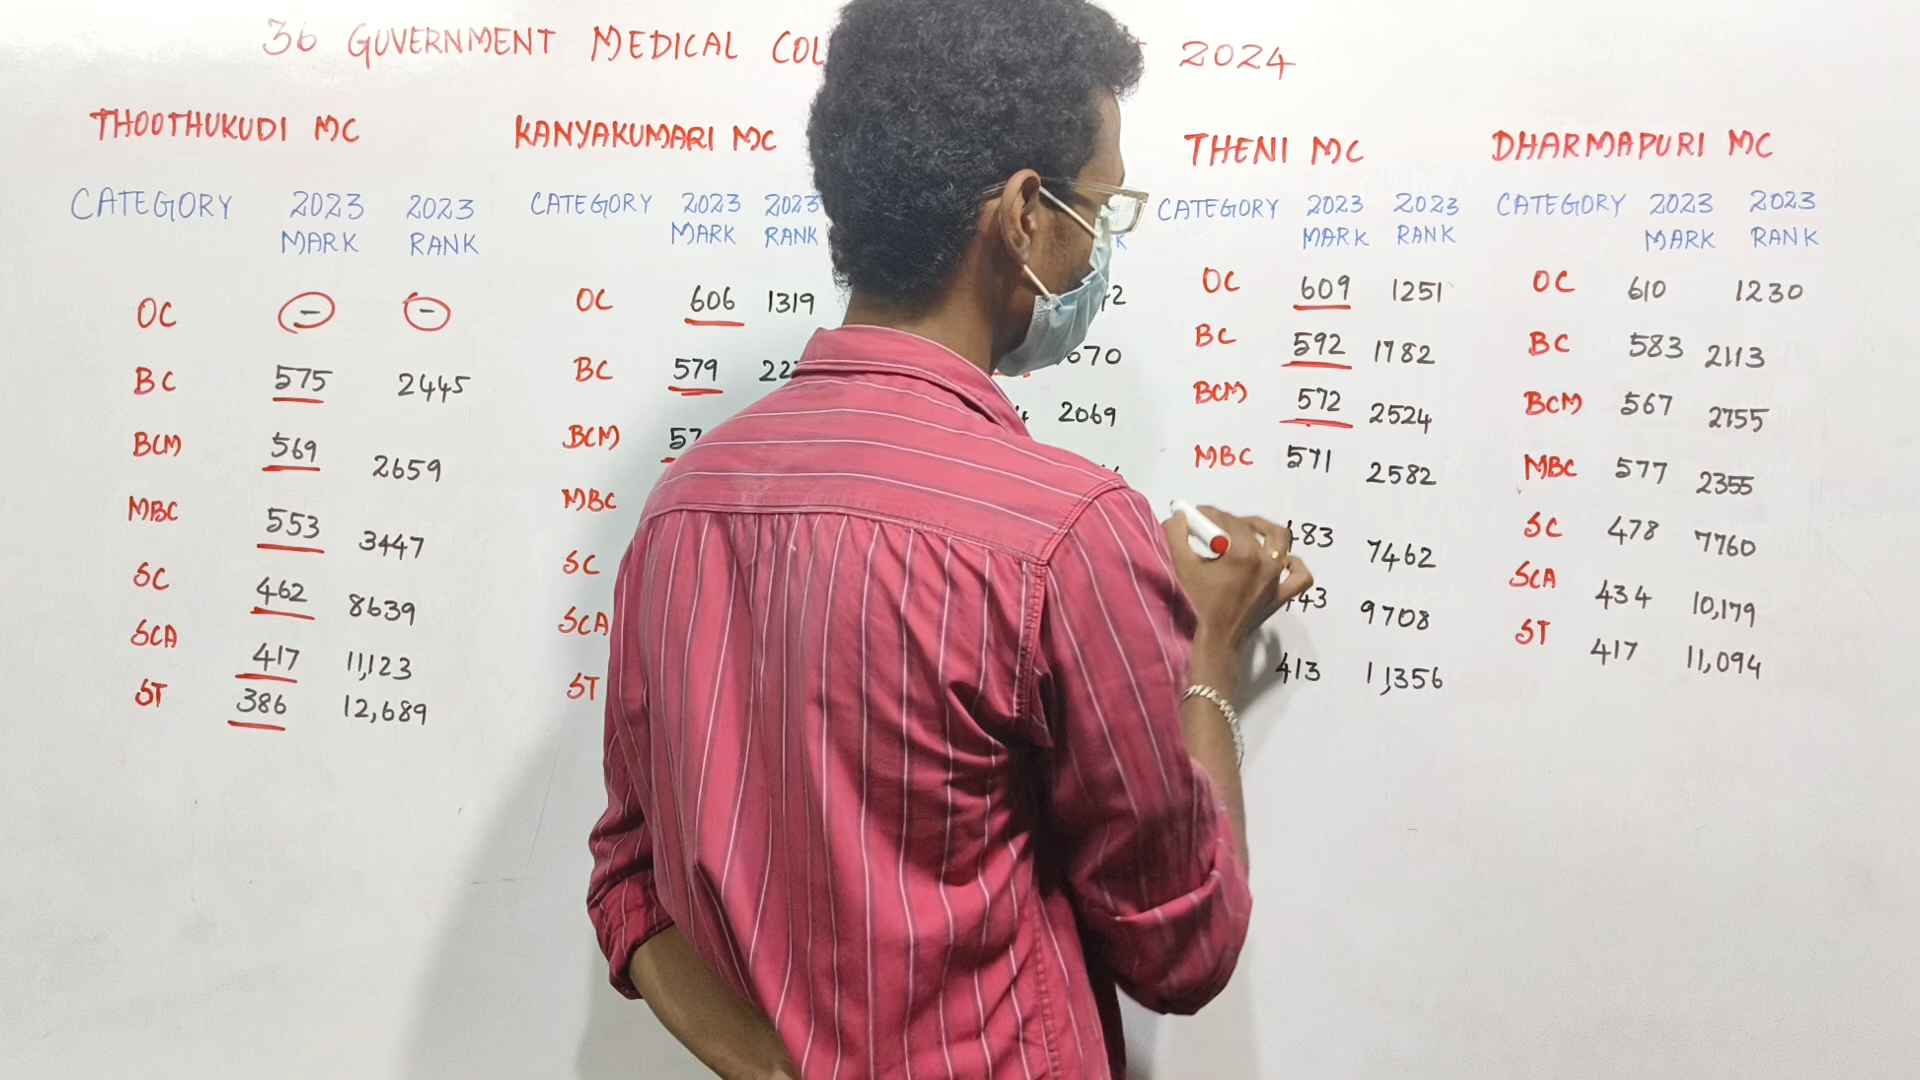 36 GUVERNMENT MEDICAL COL 2024
THOOTHUKUDI MC
CATEGORY 2023 MARK 2023 RANK
OC - -
BC 575 2445
BCM 569 2659
MBC 553 3447
SC 462 8639
SCA 417 11,123
ST 386 12,689
KANYAKUMARI MC
CATEGORY 2023 MARK 2023 RANK
OC 606 1319
BC 579
BCM
MBC
SC
SCA
ST
670
2069
THENI MC
CATEGORY 2023 MARK 2023 RANK
OC 609 1251
BC 592 1782
BCM 572 2524
MBC 571 2582
483 7462
443 9708
413 11,356
DHARMAPURI MC
CATEGORY 2023 MARK 2023 RANK
OC 610 1230
BC 583 2113
BCM 567 2755
MBC 577 2355
SC 478 7760
SCA 434 10,179
ST 417 11,094